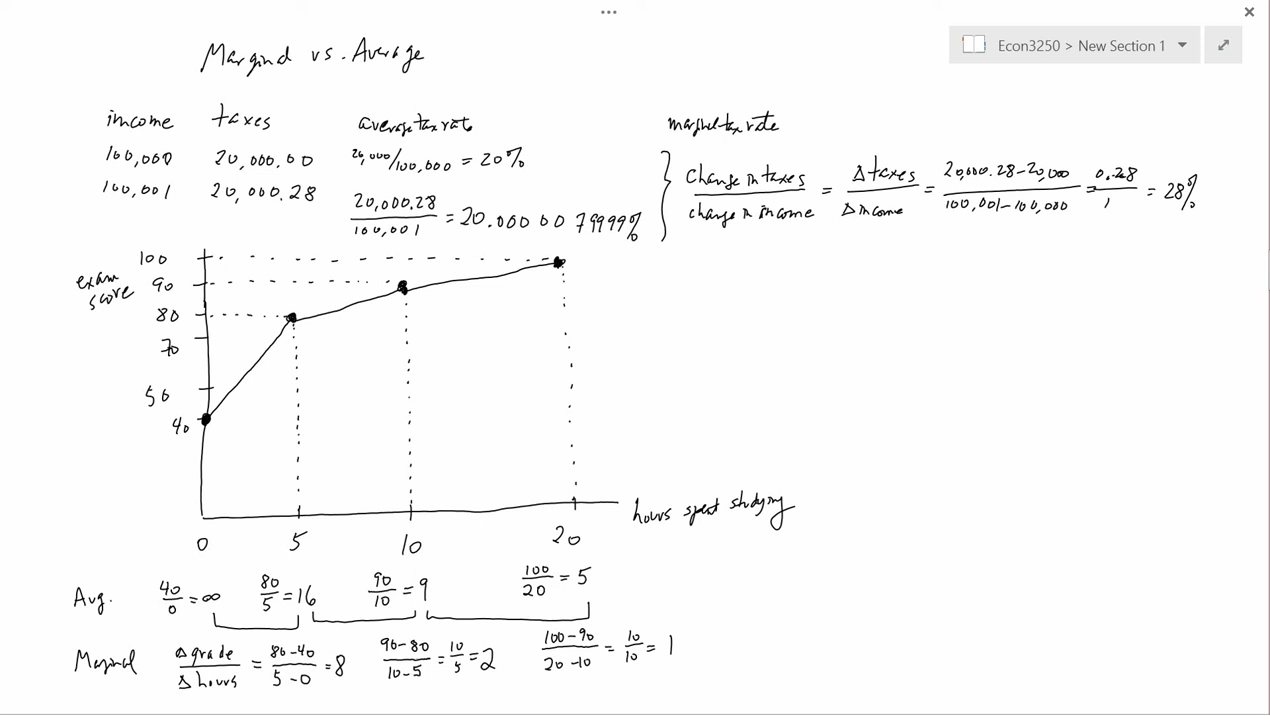 Econ3250 > New Section 1
Marginal vs. Average
income taxes average tax rate marginal tax rate
100,000 20,000.00 20,000/100,000 = 20%
100,001 20,000.28 20,000.28/100,001 = 20.00000 79999%
change in taxes/change in income = Δtaxes/Δincome = 20,000.28-20,000/100,001-100,000 = 0.28/1 = 28%
exam score
100
90
80
70
50
40
hours spent studying
0 5 10 20
Avg. 40/0 = ∞ 80/5 = 16 90/10 = 9 100/20 = 5
Marginal Δgrade/Δhours = 80-40/5-0 = 8 90-80/10-5 = 10/5 = 2 100-90/20-10 = 10/10 = 1